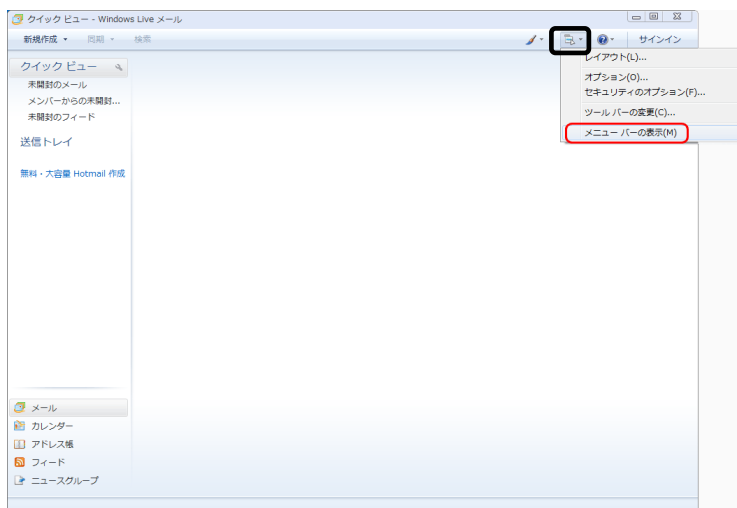 クイック ビュー - Windows Live メール
新規作成 同期 検索 サインイン
レイアウト(L)...
オプション(O)...
セキュリティのオプション(F)...
ツール バーの変更(C)...
メニュー バーの表示(M)
クイック ビュー
未開封のメール
メンバーからの未開封...
未開封のフィード
送信トレイ
無料・大容量 Hotmail 作成
メール
カレンダー
アドレス帳
フィード
ニュースグループ